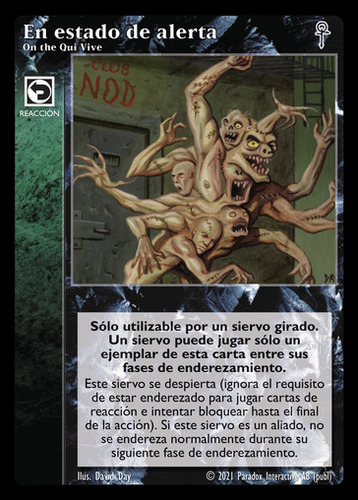 En estado de alerta
On the Qui Vive
REACCIÓN
CLUB
NOD
Sólo utilizable por un siervo girado.
Un siervo puede jugar sólo un
ejemplar de esta carta entre sus
fases de enderezamiento.
Este siervo se despierta (ignora el requisito
de estar enderezado para jugar cartas de
reacción e intentar bloquear hasta el final
de la acción). Si este siervo es un aliado, no
se endereza normalmente durante su
siguiente fase de enderezamiento.
Ilus. David Day
© 2021 Paradox Interactive AB (publ)